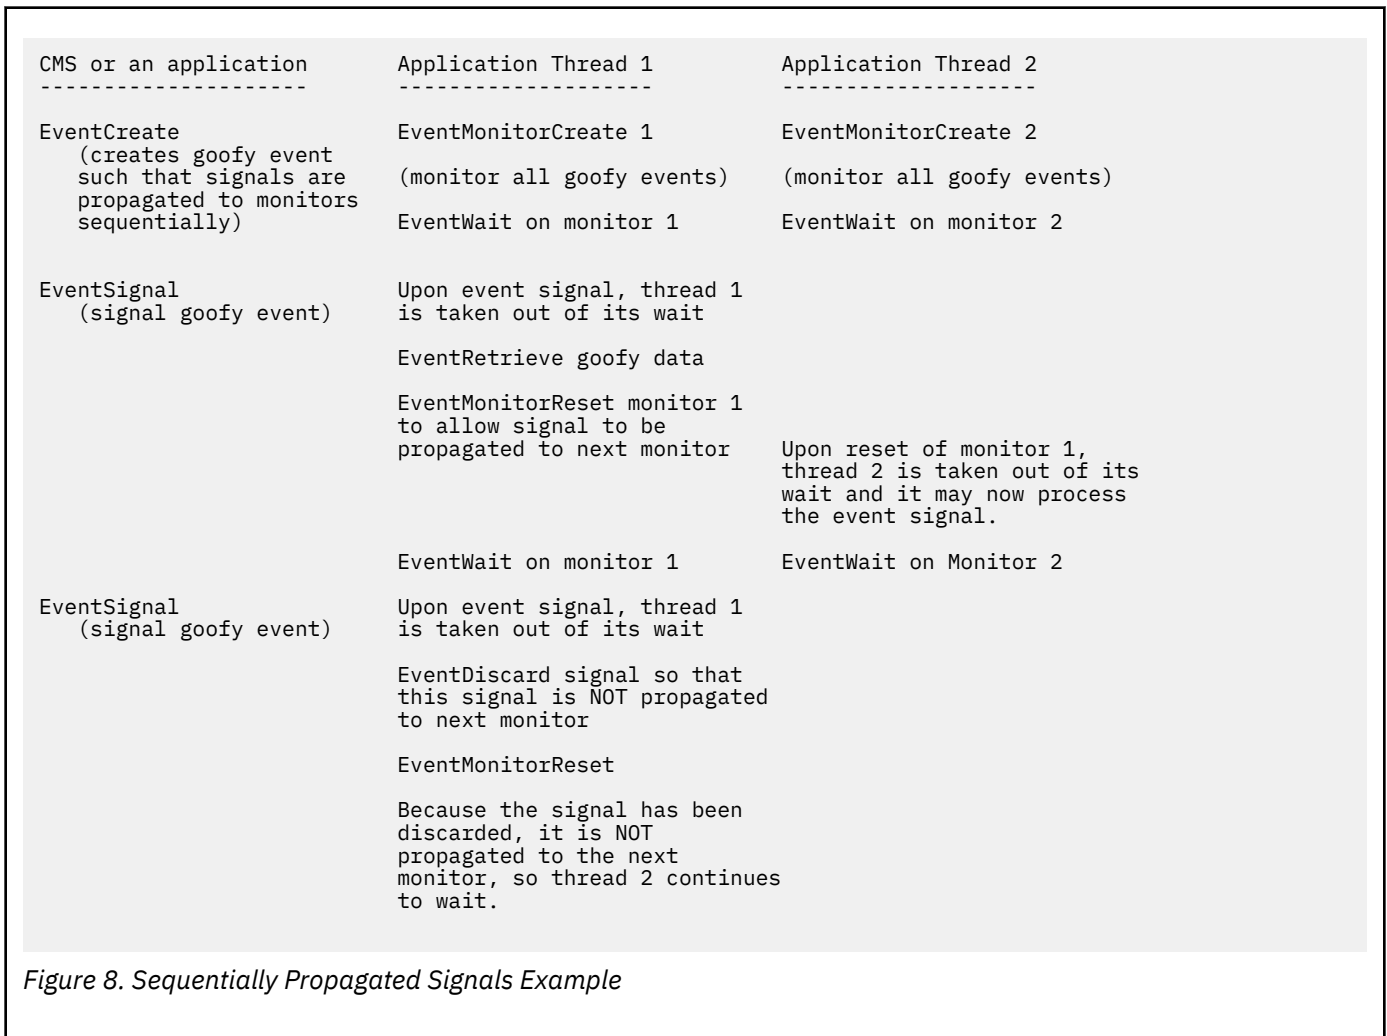 CMS or an application       Application Thread 1          Application Thread 2
---------------------       --------------------          --------------------
EventCreate                 EventMonitorCreate 1          EventMonitorCreate 2
   (creates goofy event
   such that signals are    (monitor all goofy events)    (monitor all goofy events)
   propagated to monitors
   sequentially)            EventWait on monitor 1        EventWait on monitor 2
EventSignal                 Upon event signal, thread 1
   (signal goofy event)     is taken out of its wait
                            EventRetrieve goofy data
                            EventMonitorReset monitor 1
                            to allow signal to be
                            propagated to next monitor    Upon reset of monitor 1,
                                                          thread 2 is taken out of its
                                                          wait and it may now process
                                                          the event signal.
                            EventWait on monitor 1        EventWait on Monitor 2
EventSignal                 Upon event signal, thread 1
   (signal goofy event)     is taken out of its wait
                            EventDiscard signal so that
                            this signal is NOT propagated
                            to next monitor
                            EventMonitorReset
                            Because the signal has been
                            discarded, it is NOT
                            propagated to the next
                            monitor, so thread 2 continues
                            to wait.
Figure 8. Sequentially Propagated Signals Example